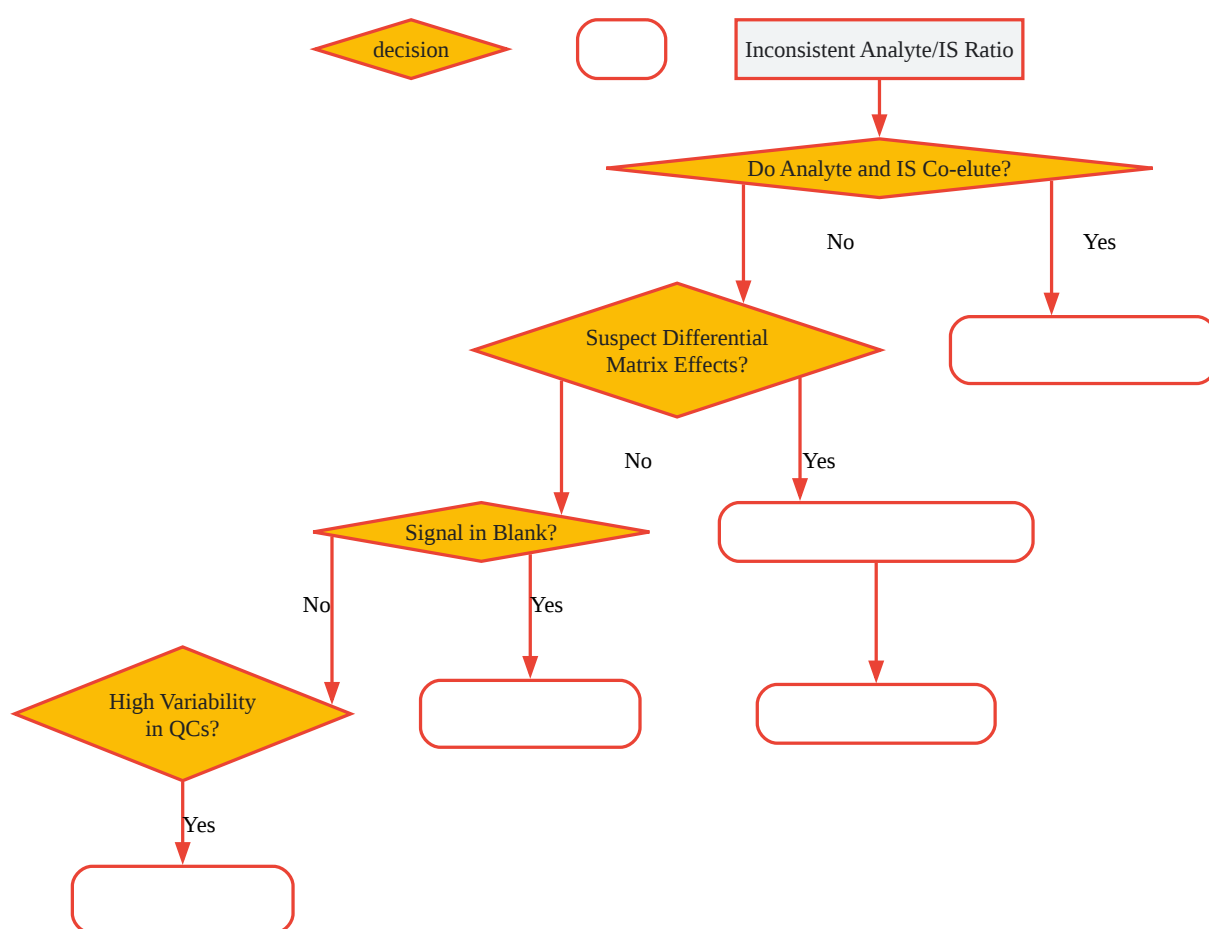 decision
Inconsistent Analyte/IS Ratio
Do Analyte and IS Co-elute?
No
Yes
Suspect Differential
Matrix Effects?
No
Yes
Signal in Blank?
No
Yes
High Variability
in QCs?
Yes